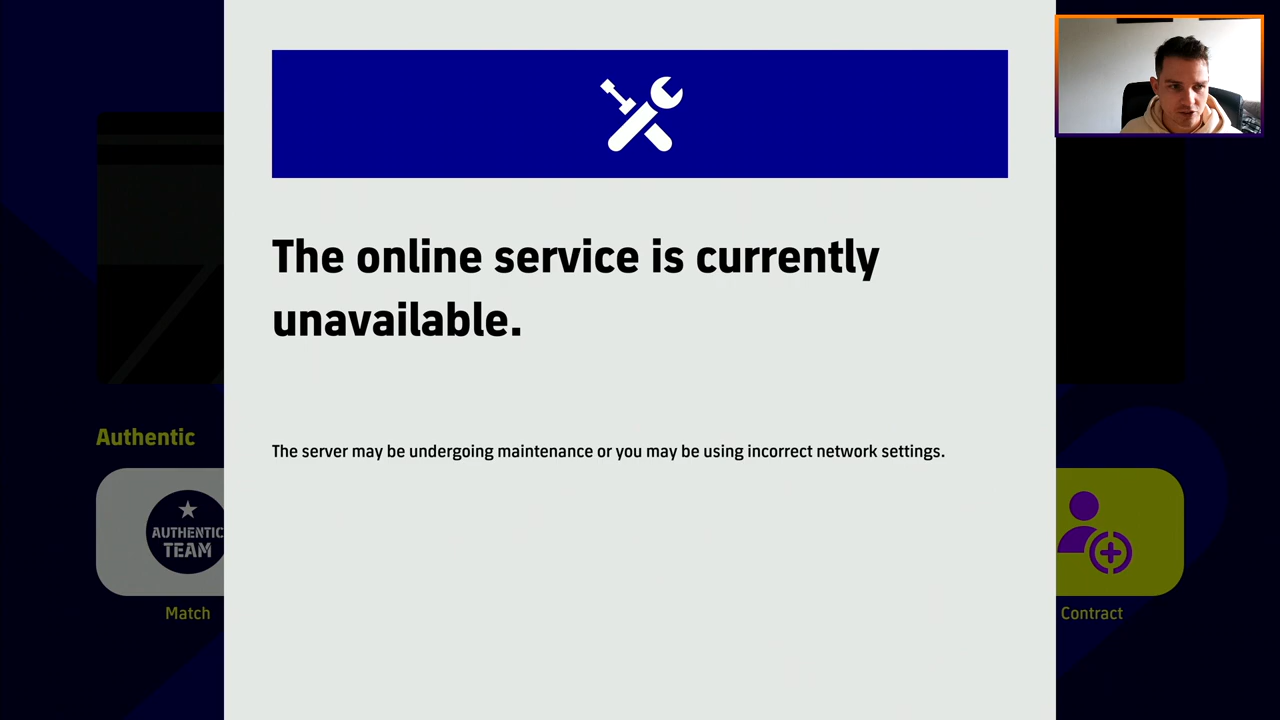 The online service is currently
unavailable.
The server may be undergoing maintenance or you may be using incorrect network settings.
Authentic
AUTHENTIC
TEAM
Match
Contract